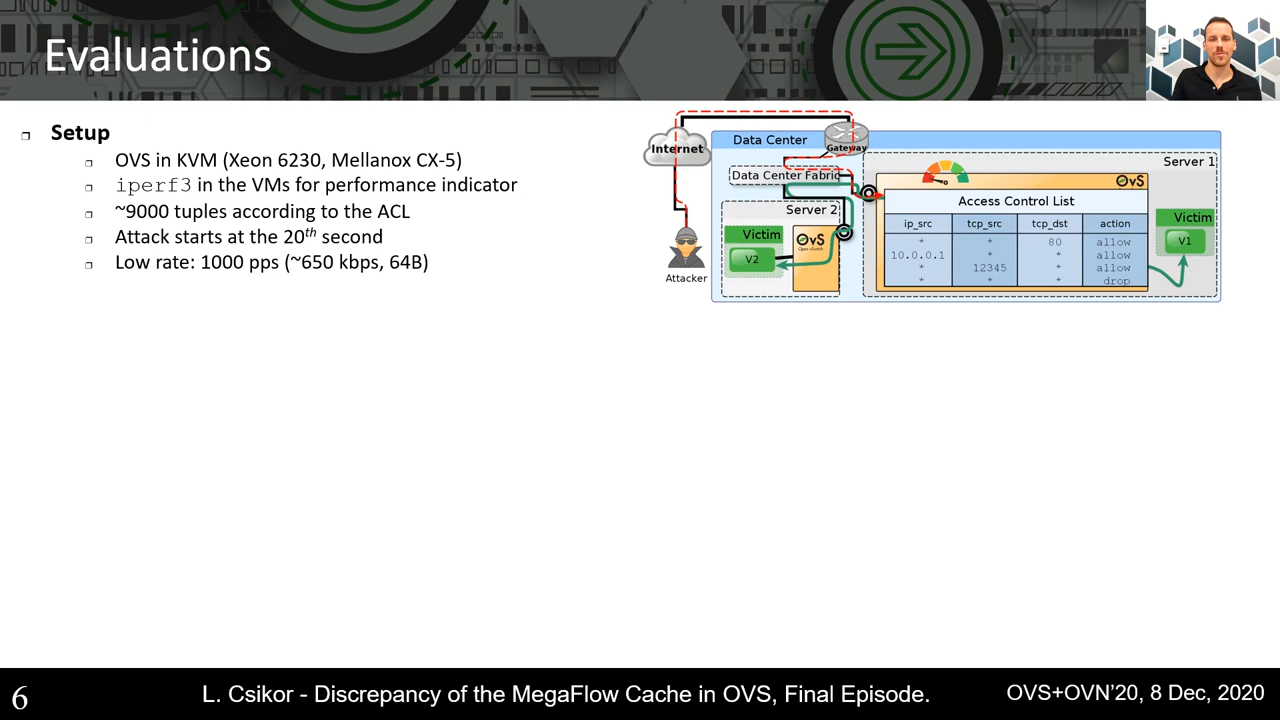 Evaluations
Setup
OVS in KVM (Xeon 6230, Mellanox CX-5)
iperf3 in the VMs for performance indicator
~9000 tuples according to the ACL
Attack starts at the 20th second
Low rate: 1000 pps (~650 kbps, 64B)
Internet
Attacker
Data Center
Gateway
Data Center Fabric
Server 2
Victim
V2
OvS
Open vSwitch
Server 1
OvS
Access Control List
ip_src tcp_src tcp_dst action
* * 80 allow
10.0.0.1 * * allow
* 12345 * allow
* * * drop
Victim
V1
6
L. Csikor - Discrepancy of the MegaFlow Cache in OVS, Final Episode.
OVS+OVN'20, 8 Dec, 2020